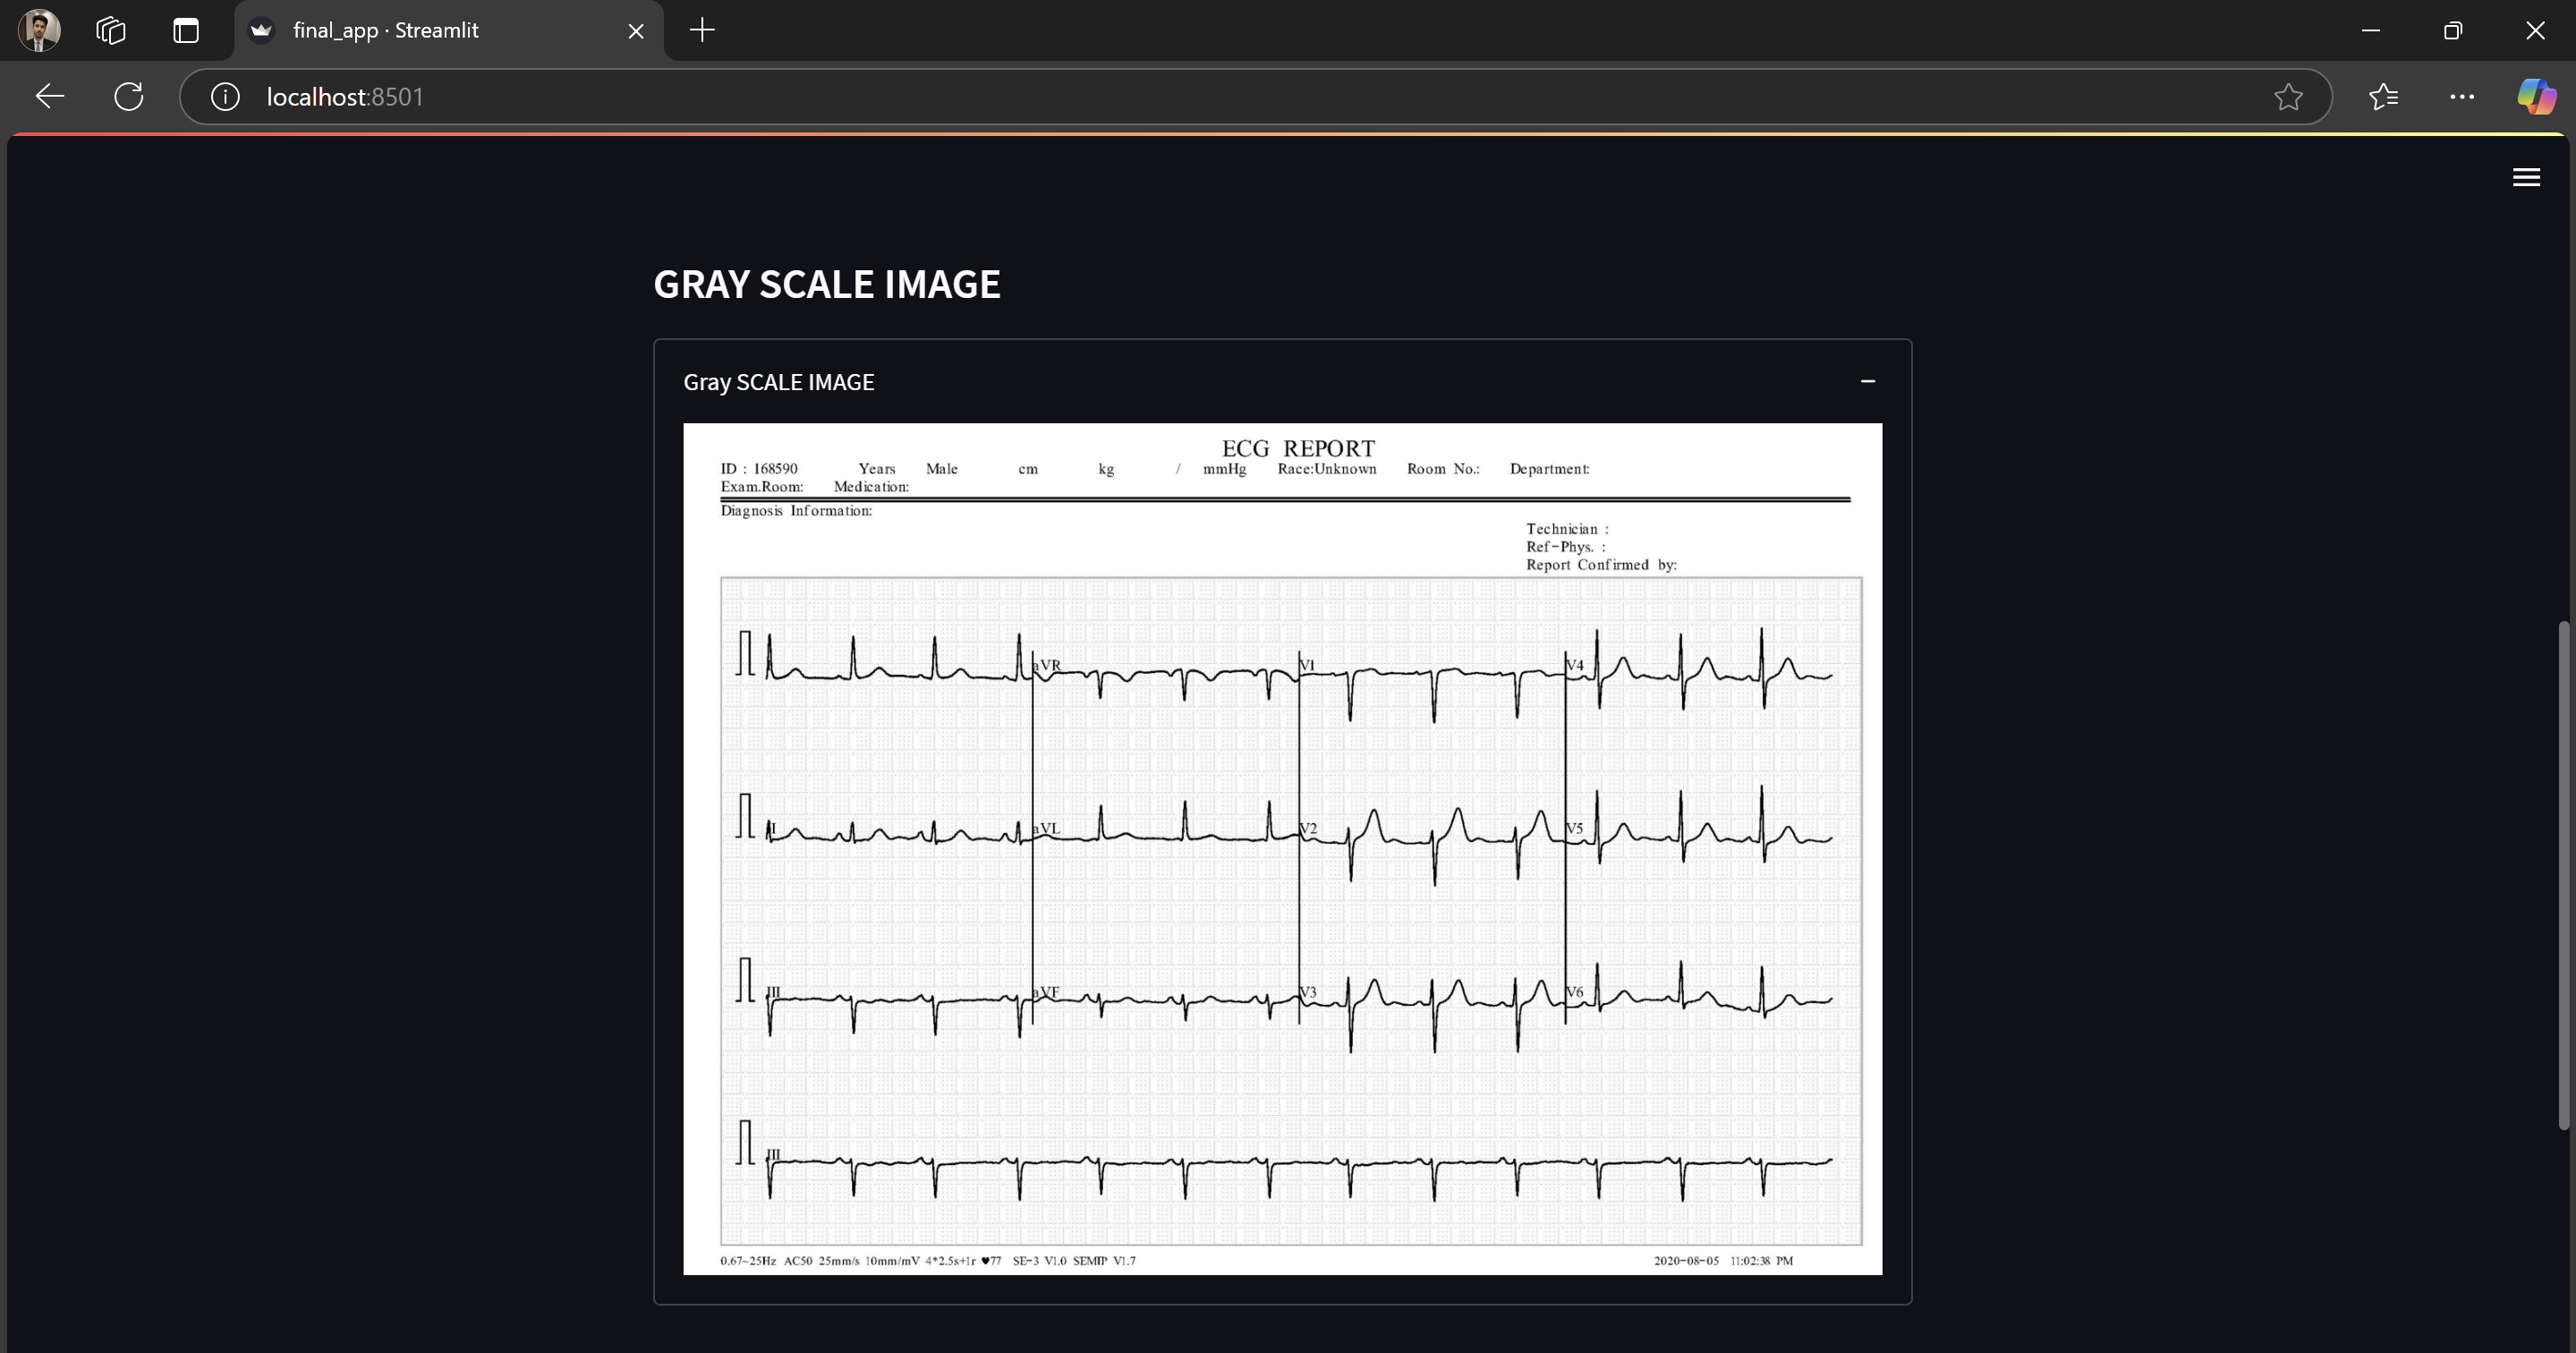 final_app · Streamlit
localhost:8501
GRAY SCALE IMAGE
Gray SCALE IMAGE
ECG REPORT
ID : 168590 Years Male cm kg / mmHg Race:Unknown Room No.: Department:
Exam.Room: Medication:
Diagnosis Information:
Technician :
Ref-Phys. :
Report Confirmed by:
aVR V1 V4
II aVL V2 V5
III aVF V3 V6
III
0.67~25Hz AC50 25mm/s 10mm/mV 4*2.5s+1r ♥77 SE-3 V1.0 SEMIP V1.7
2020-08-05 11:02:38 PM